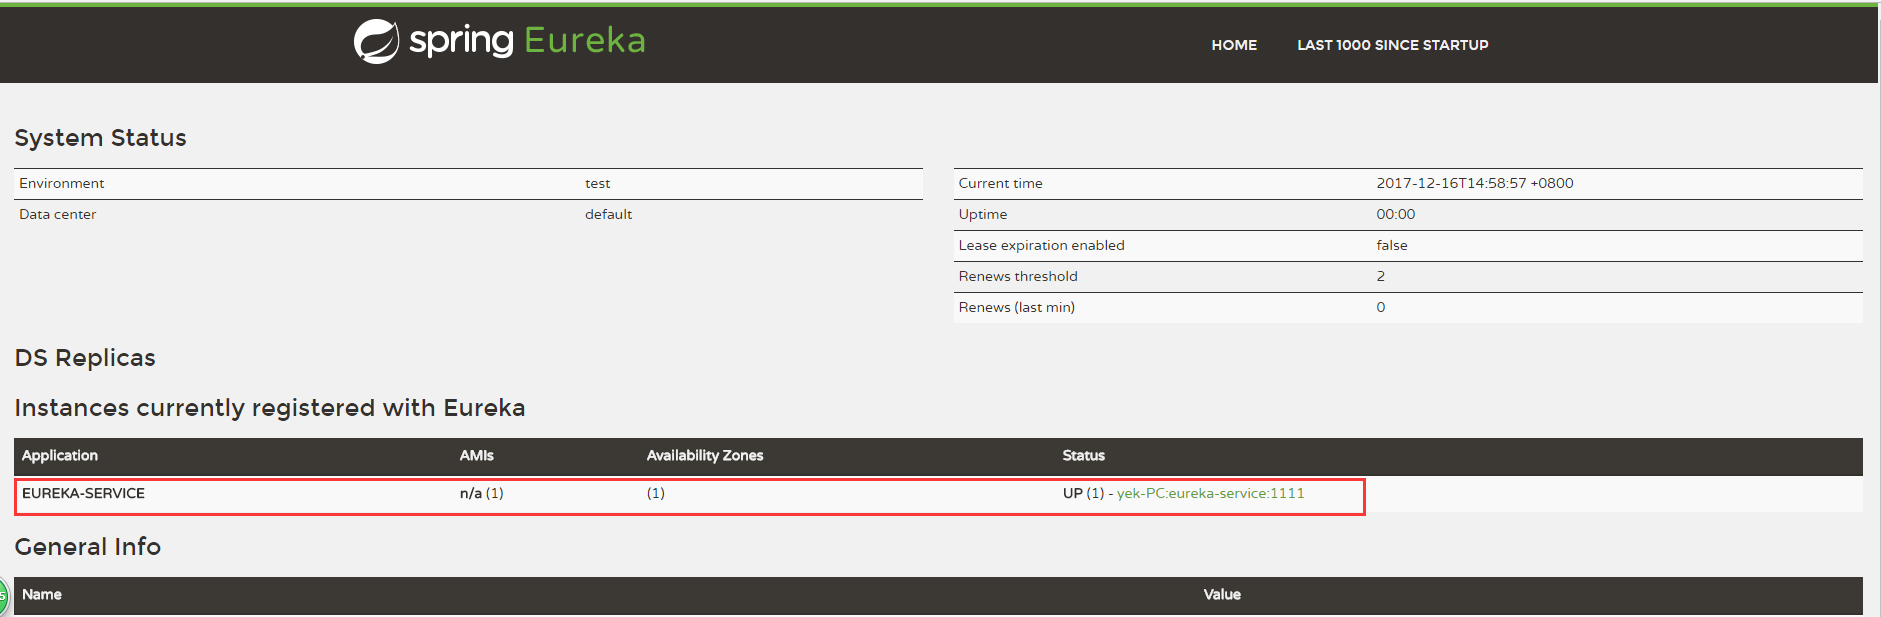 spring Eureka
HOME LAST 1000 SINCE STARTUP
System Status
Environment test
Data center default
Current time 2017-12-16T14:58:57 +0800
Uptime 00:00
Lease expiration enabled false
Renews threshold 2
Renews (last min) 0
DS Replicas
Instances currently registered with Eureka
Application AMIs Availability Zones Status
EUREKA-SERVICE n/a (1) (1) UP (1) - yek-PC:eureka-service:1111
General Info
Name Value